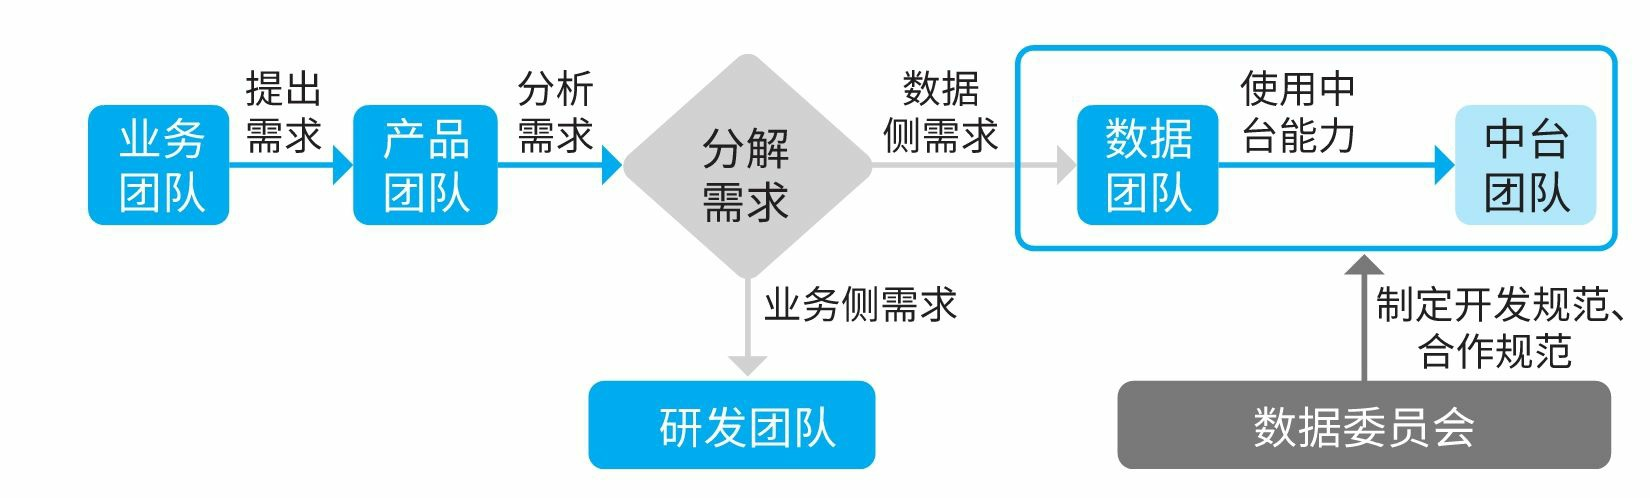 业务
团队
提出
需求
产品
团队
分析
需求
分解
需求
数据
侧需求
数据
团队
使用中
台能力
中台
团队
业务侧需求
研发团队
制定开发规范、
合作规范
数据委员会